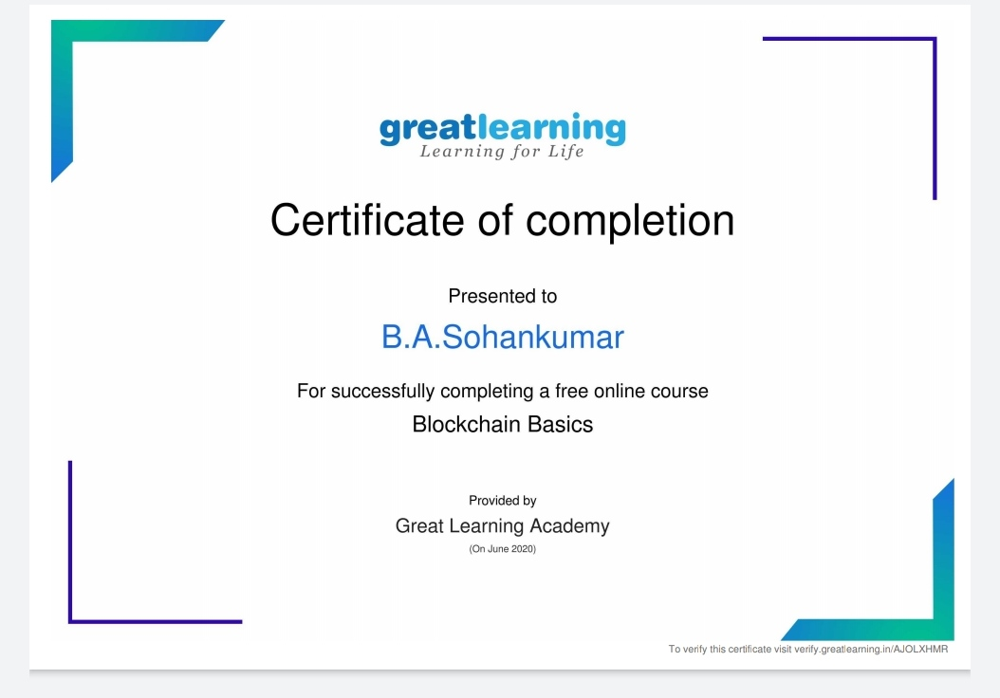 greatlearning
Learning for Life
Certificate of completion
Presented to
B.A.Sohankumar
For successfully completing a free online course
Blockchain Basics
Provided by
Great Learning Academy
(On June 2020)
To verify this certificate visit verify.greatlearning.in/AJOLXHMR